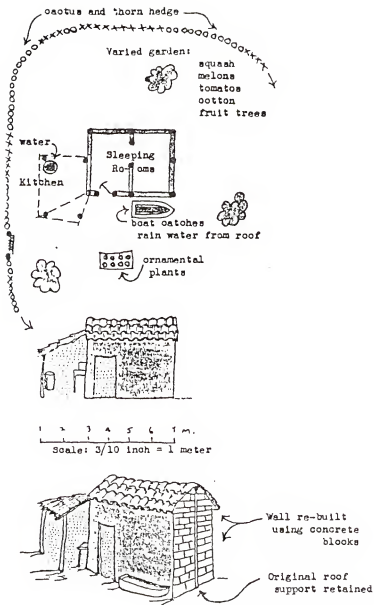 cactus and thorn hedge
Varied garden:
squash
melons
tomatos
cotton
fruit trees
water
Sleeping
Rooms
Kitchen
boat catches
rain water from roof
ornamental
plants
1 2 3 4 5 6 7 m.
Scale: 3/10 inch = 1 meter
Wall re-built
using concrete
blocks
Original roof
support retained